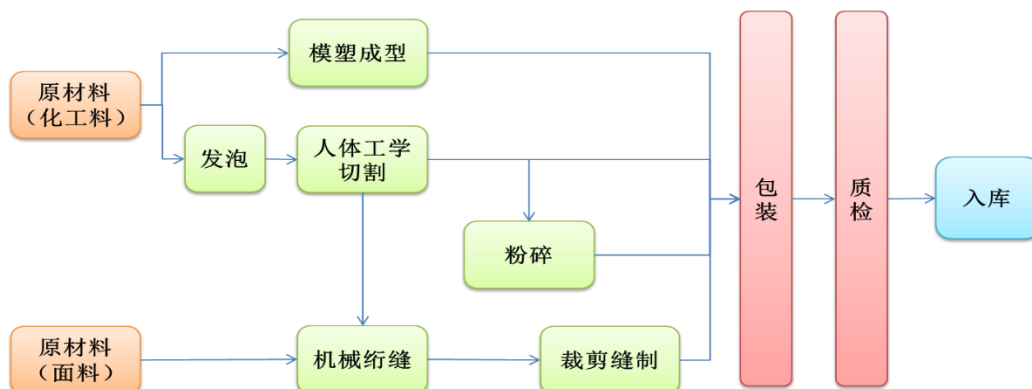 模塑成型
原材料
（化工料）
发泡
人体工学
切割
粉碎
原材料
（面料）
机械绗缝
裁剪缝制
包装
质检
入库